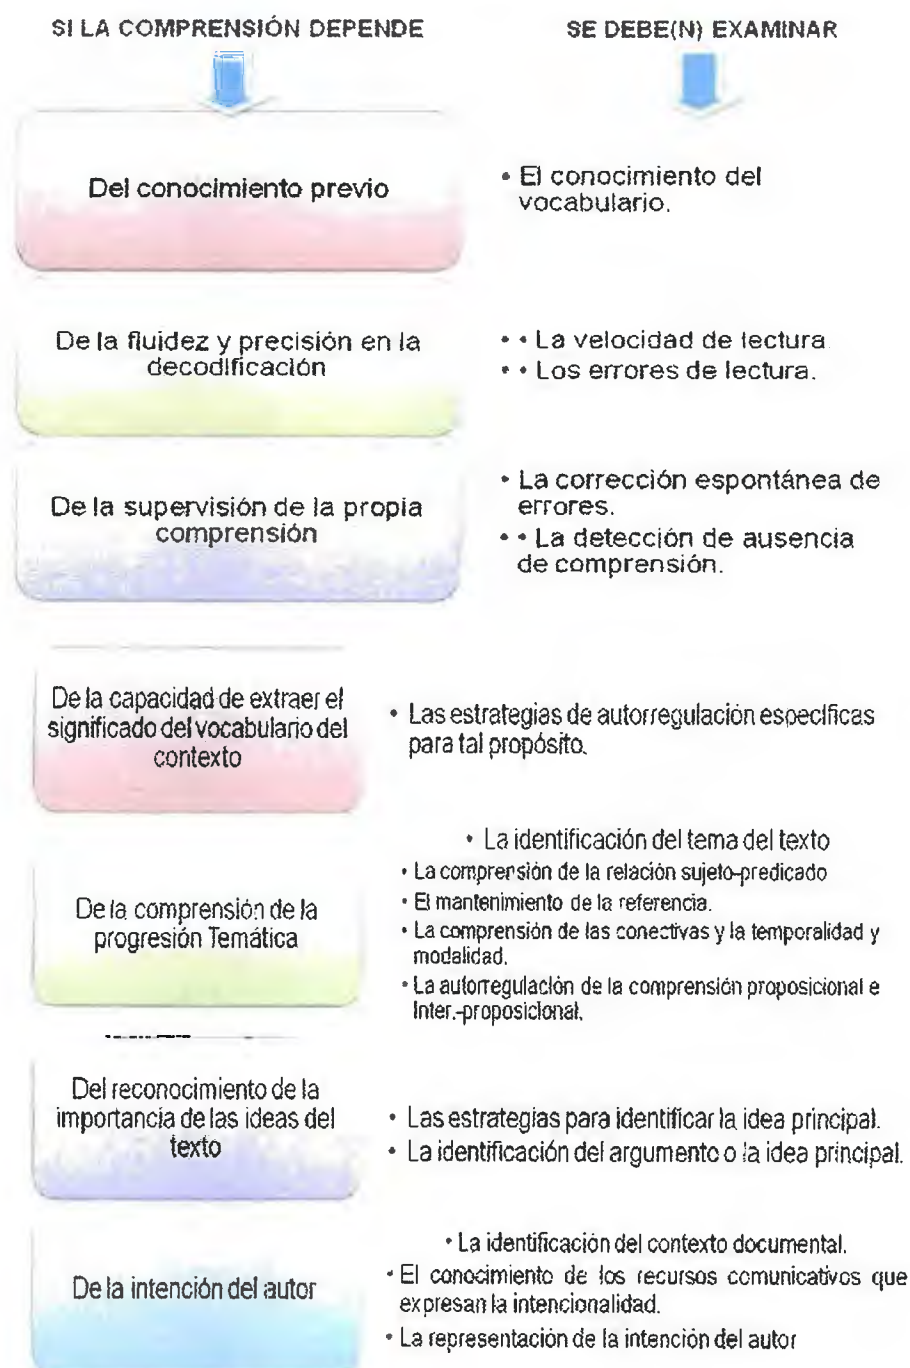 SI LA COMPRENSIÓN DEPENDE
SE DEBE(N) EXAMINAR
Del conocimiento previo
• El conocimiento del
vocabulario.
De la fluidez y precisión en la
decodificación
• • La velocidad de lectura
• • Los errores de lectura.
De la supervisión de la propia
comprensión
• La corrección espontánea de
errores.
• • La detección de ausencia
de comprensión.
De la capacidad de extraer el
significado del vocabulario del
contexto
• Las estrategias de autorregulación específicas
para tal propósito.
De la comprensión de la
progresión Temática
• La identificación del tema del texto
• La comprensión de la relación sujeto-predicado
• El mantenimiento de la referencia.
• La comprensión de las conectivas y la temporalidad y
modalidad.
• La autorregulación de la comprensión proposicional e
Inter.-proposicional.
Del reconocimiento de la
importancia de las ideas del
texto
• Las estrategias para identificar la idea principal.
• La identificación del argumento o la idea principal.
De la intención del autor
• La identificación del contexto documental.
• El conocimiento de los recursos comunicativos que
expresan la intencionalidad.
• La representación de la intención del autor